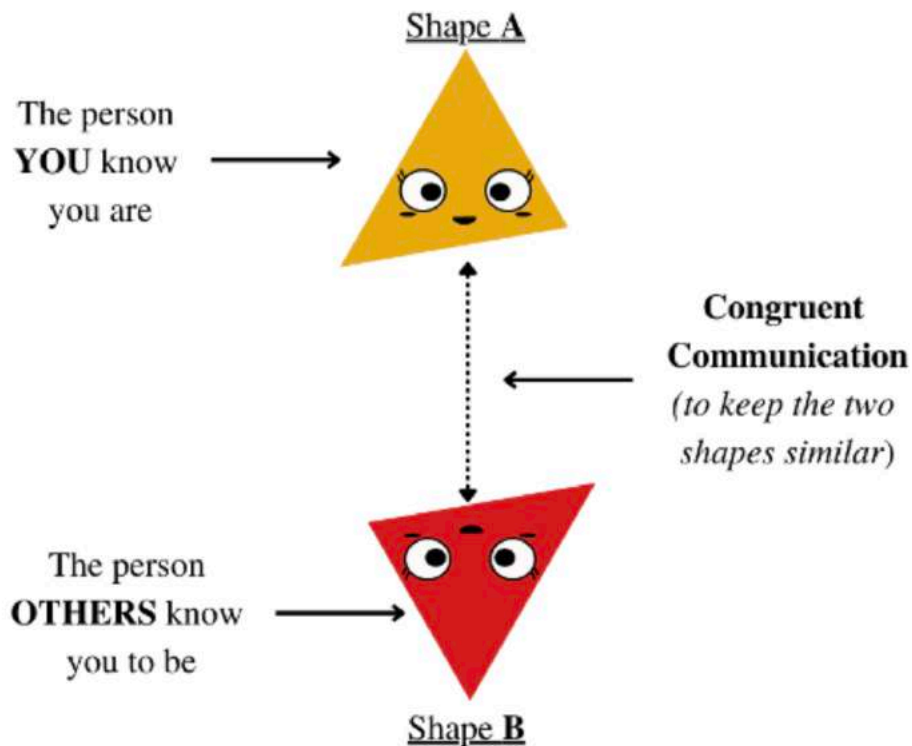 Shape A
The person
YOU know
you are
Congruent
Communication
(to keep the two
shapes similar)
The person
OTHERS know
you to be
Shape B